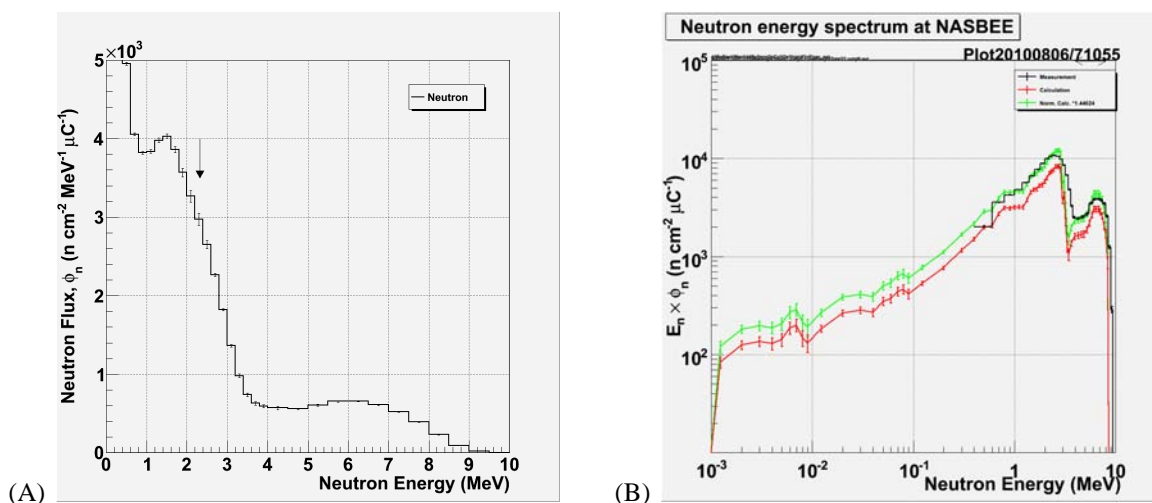 5×10³
Neutron Flux, ϕₙ (n cm⁻² MeV⁻¹ μC⁻¹)
4
3
2
1
0
Neutron
0 1 2 3 4 5 6 7 8 9 10
Neutron Energy (MeV)
(A)
Neutron energy spectrum at NASBEE
Plot20100806/71055
Measurement
Calculation
Norm. Calc.
Eₙ × ϕₙ (n cm⁻² μC⁻¹)
10⁵
10⁴
10³
10²
10⁻³ 10⁻² 10⁻¹ 1 10
Neutron Energy (MeV)
(B)